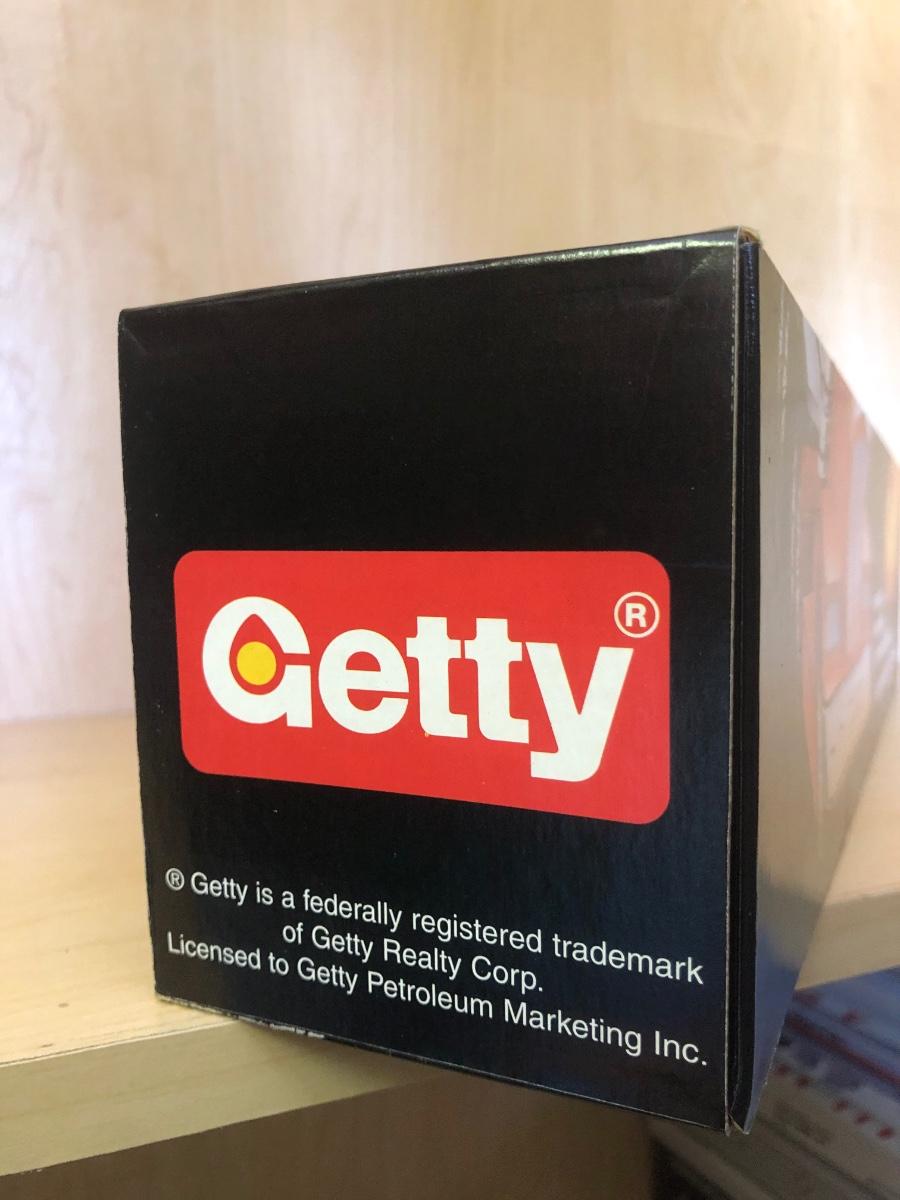 Getty®
® Getty is a federally registered trademark
of Getty Realty Corp.
Licensed to Getty Petroleum Marketing Inc.